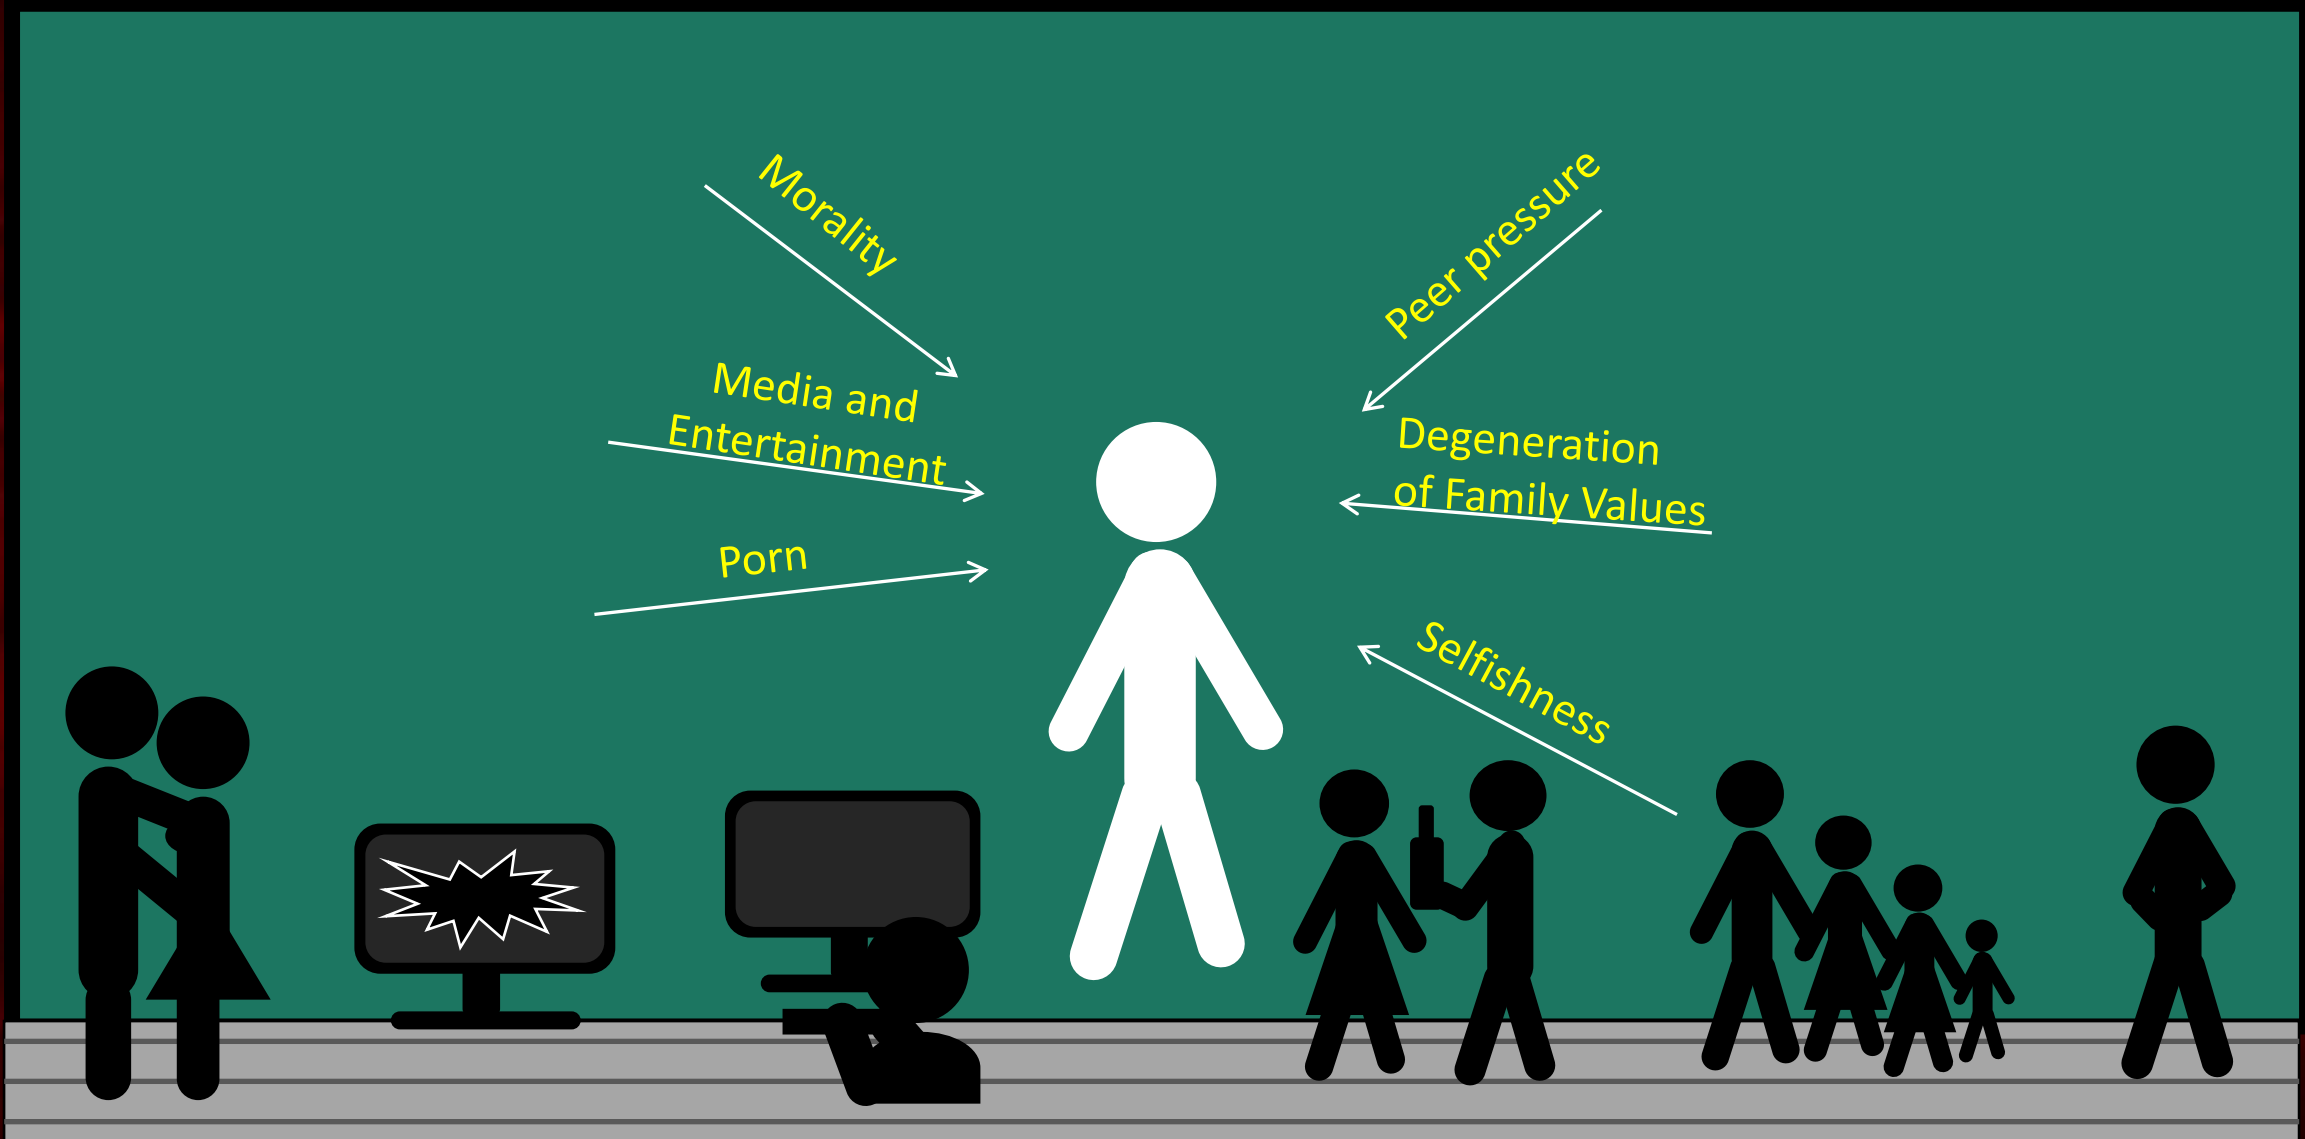 Morality
Media and
Entertainment
Porn
Peer pressure
Degeneration
of Family Values
Selfishness